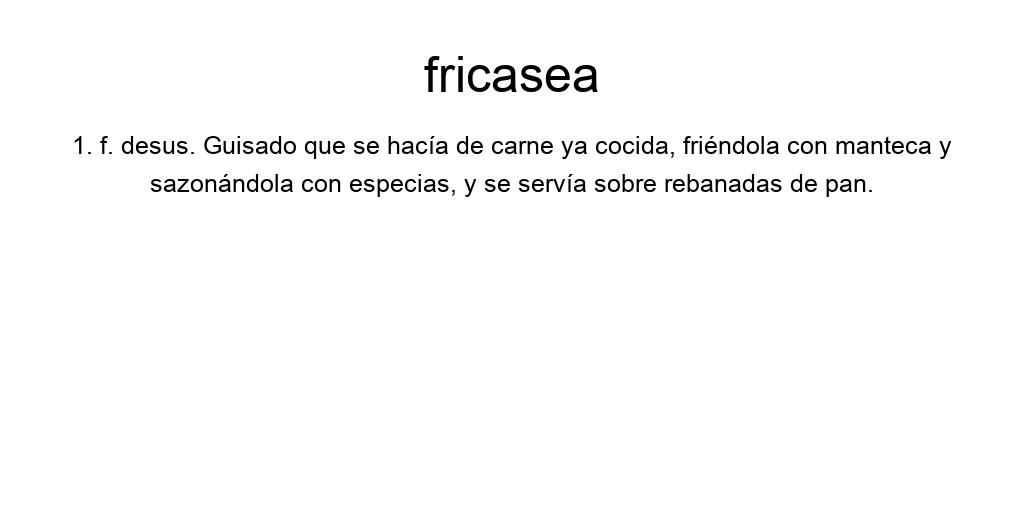 fricasea
1. f. desus. Guisado que se hacía de carne ya cocida, friéndola con manteca y
sazonándola con especias, y se servía sobre rebanadas de pan.